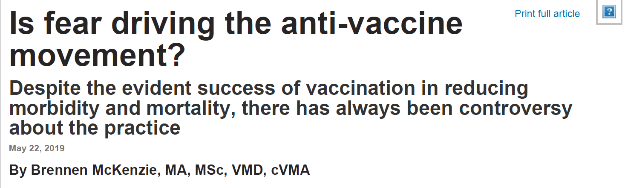 Is fear driving the anti-vaccine
Print full article
movement?
Despite the evident success of vaccination in reducing
morbidity and mortality, there has always been controversy
about the practice
May 22, 2019
By Brennen McKenzie, MA, MSc, VMD, cVMA